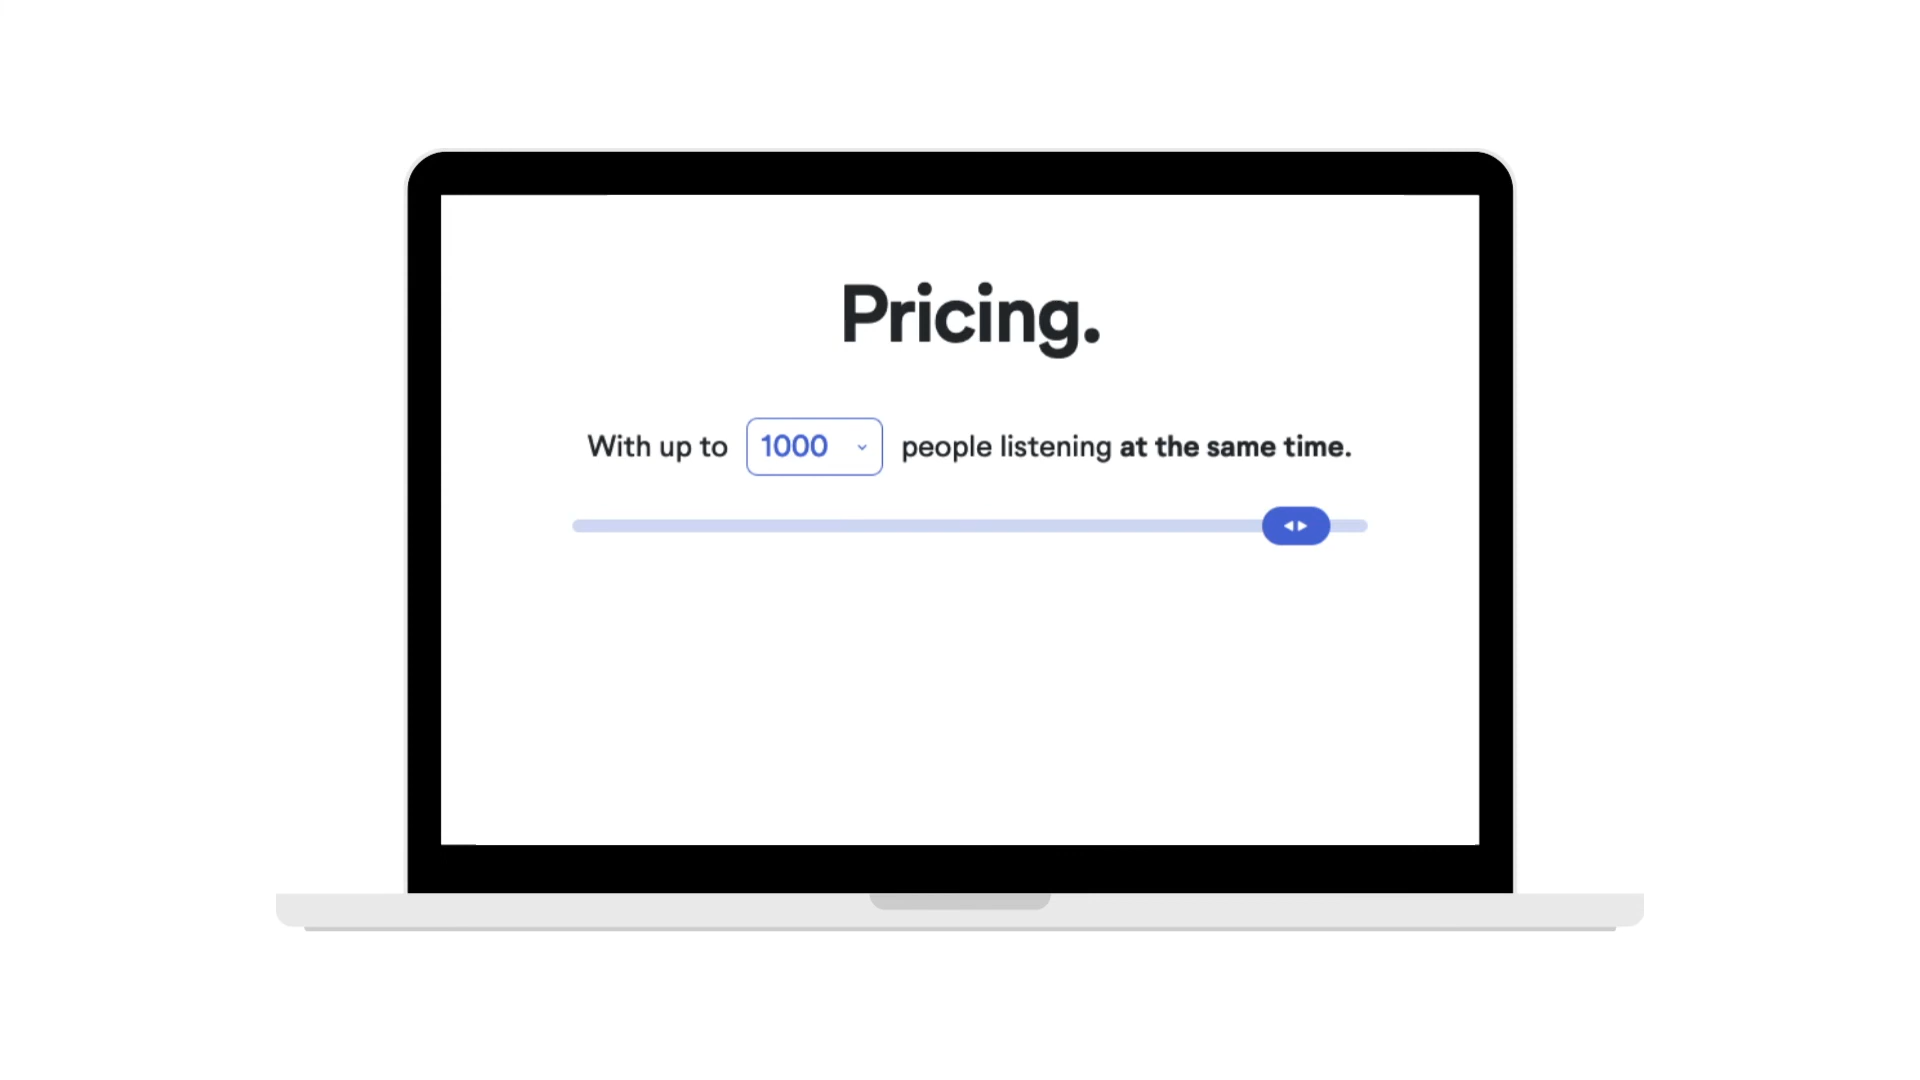 Pricing.
With up to 1000 people listening at the same time.